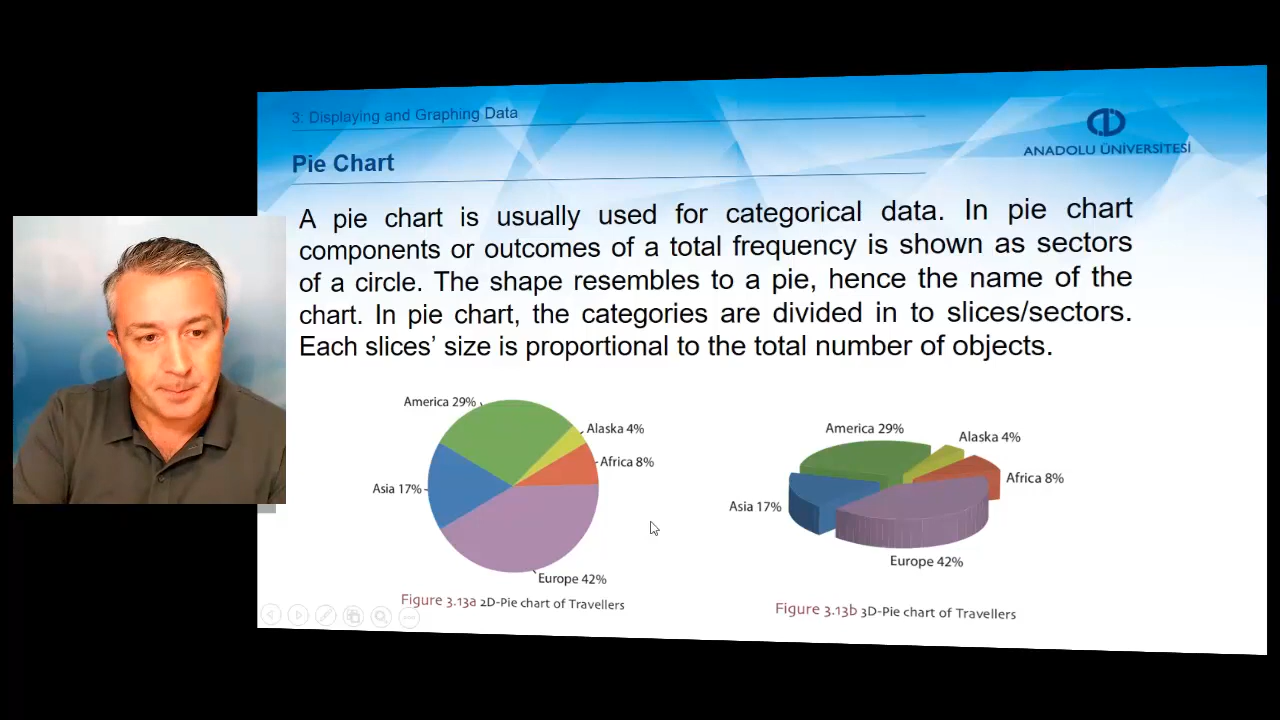 3. Displaying and Graphing Data
ANADOLU ÜNİVERSİTESİ
Pie Chart
A pie chart is usually used for categorical data. In pie chart
components or outcomes of a total frequency is shown as sectors
of a circle. The shape resembles to a pie, hence the name of the
chart. In pie chart, the categories are divided in to slices/sectors.
Each slices’ size is proportional to the total number of objects.
America 29%
Alaska 4%
Africa 8%
Asia 17%
Europe 42%
Figure 3.13a 2D-Pie chart of Travellers
America 29%
Alaska 4%
Africa 8%
Asia 17%
Europe 42%
Figure 3.13b 3D-Pie chart of Travellers